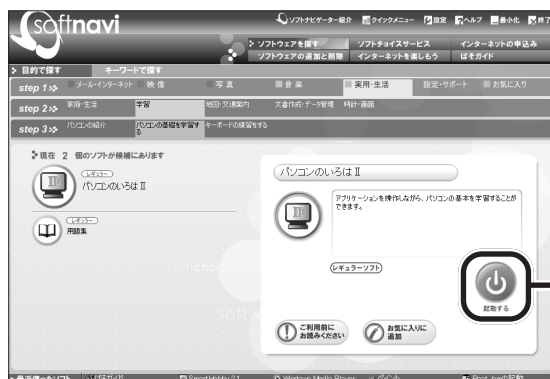 softnavi
ソフトナビゲーター紹介 クイックメニュー 設定 ヘルプ 最小化 終了
ソフトウェアを探す ソフトチョイスサービス インターネットの申込み
ソフトウェアの追加と削除 インターネットを楽しもう ぱそガイド
目的で探す キーワードで探す
step 1 メール・インターネット 映像 写真 音楽 実用・生活 設定・サポート お気に入り
step 2 家庭・生活 学習 地図・交通案内 文書作成・データ管理 時計・画面
step 3 パソコンの紹介 パソコンの基礎を学習する キーボードの練習をする
現在 2 個のソフトが候補にあります
レギュラー
パソコンのいろはⅡ
レギュラー
用語集
パソコンのいろはⅡ
アプリケーションを操作しながら、パソコンの基本を学習することが
できます。
レギュラーソフト
起動する
ご利用前に
お読みください
お気に入りに
追加
最近使ったソフト ぱそガイド SmartHobby 2.1 Windows Media Player